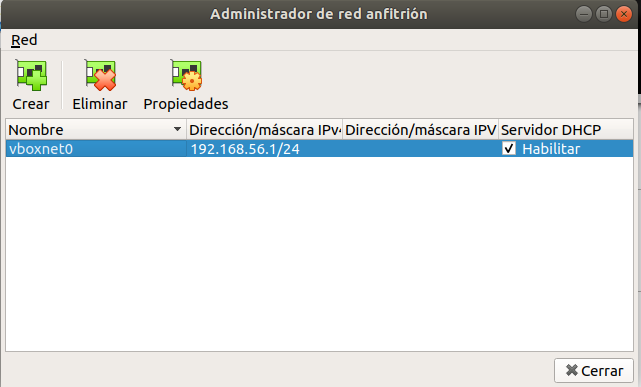 Administrador de red anfitrión
Red
Crear Eliminar Propiedades
Nombre Dirección/máscara IPv4 Dirección/máscara IPV Servidor DHCP
vboxnet0 192.168.56.1/24 Habilitar
Cerrar